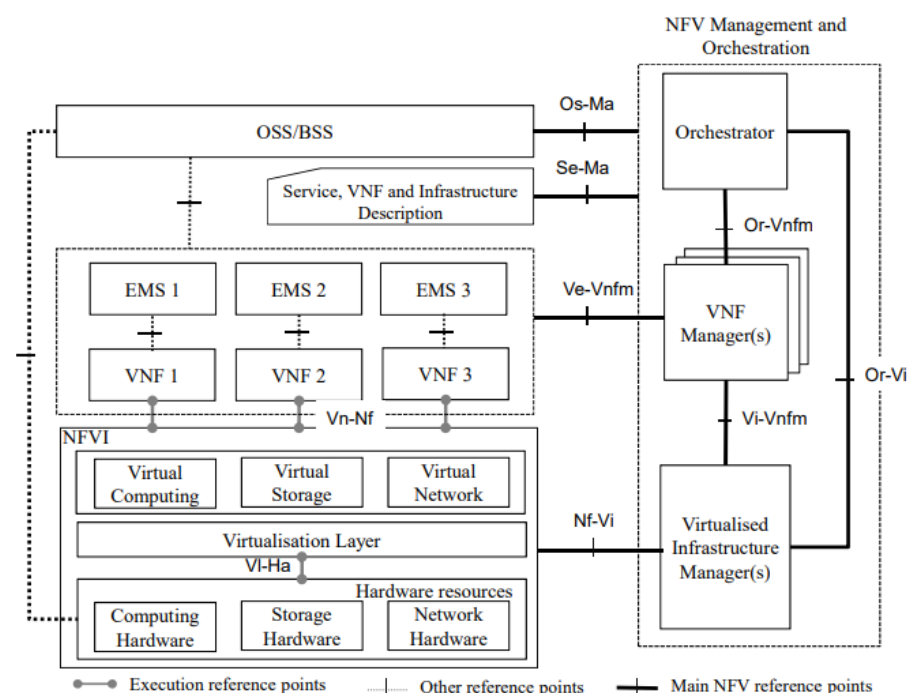 NFV Management and
Orchestration
Os-Ma
OSS/BSS
Orchestrator
Se-Ma
Service, VNF and Infrastructure
Description
Or-Vnfm
EMS 1
EMS 2
EMS 3
Ve-Vnfm
VNF
Manager(s)
VNF 1
VNF 2
VNF 3
Or-Vi
Vn-Nf
Vi-Vnfm
NFVI
Virtual
Computing
Virtual
Storage
Virtual
Network
Nf-Vi
Virtualised
Infrastructure
Manager(s)
Virtualisation Layer
Vl-Ha
Hardware resources
Computing
Hardware
Storage
Hardware
Network
Hardware
Execution reference points
Other reference points
Main NFV reference points